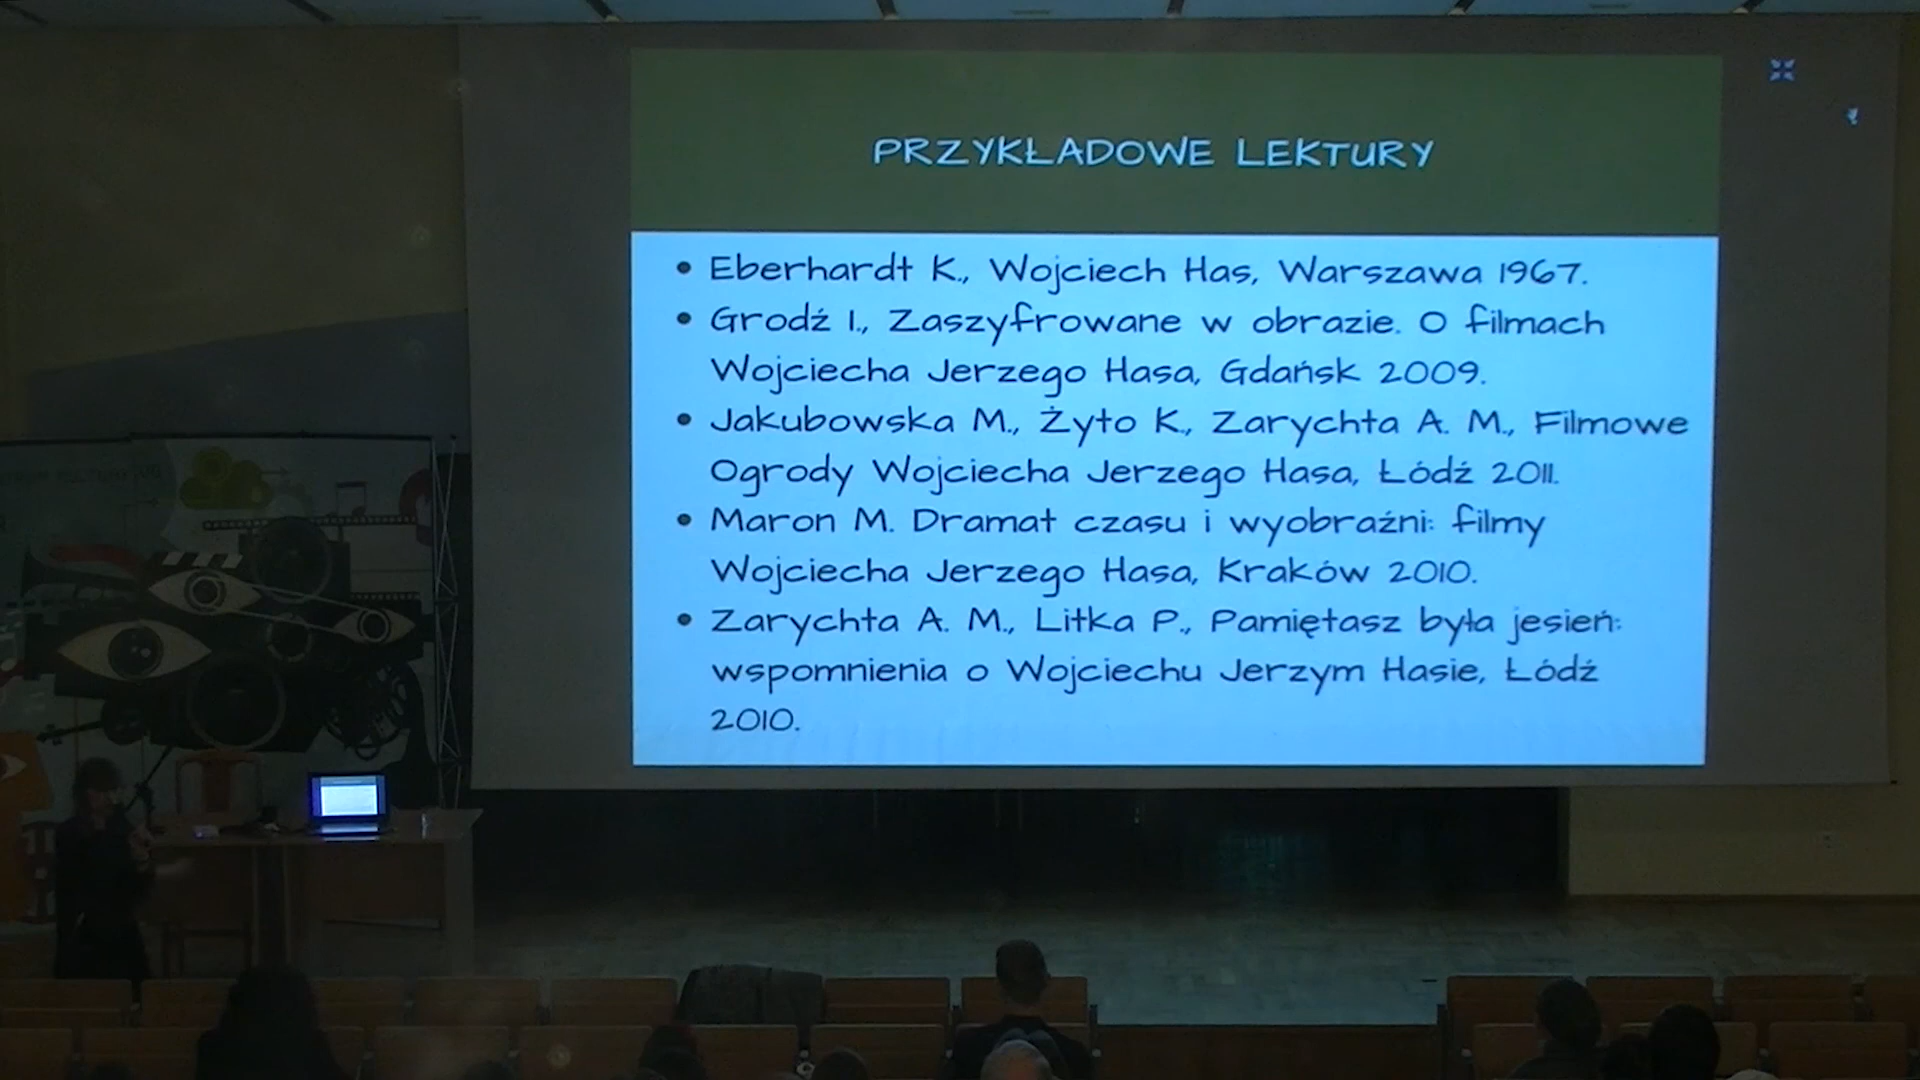 PRZYKŁADOWE LEKTURY
• Eberhardt K., Wojciech Has, Warszawa 1967.
• Grodź I., Zaszyfrowane w obrazie. O filmach
Wojciecha Jerzego Hasa, Gdańsk 2009.
• Jakubowska M., Żyto K., Zarychta A. M., Filmowe
Ogrody Wojciecha Jerzego Hasa, Łódź 2011.
• Maron M. Dramat czasu i wyobraźni: filmy
Wojciecha Jerzego Hasa, Kraków 2010.
• Zarychta A. M., Litka P., Pamiętasz była jesień:
wspomnienia o Wojciechu Jerzym Hasie, Łódź
2010.